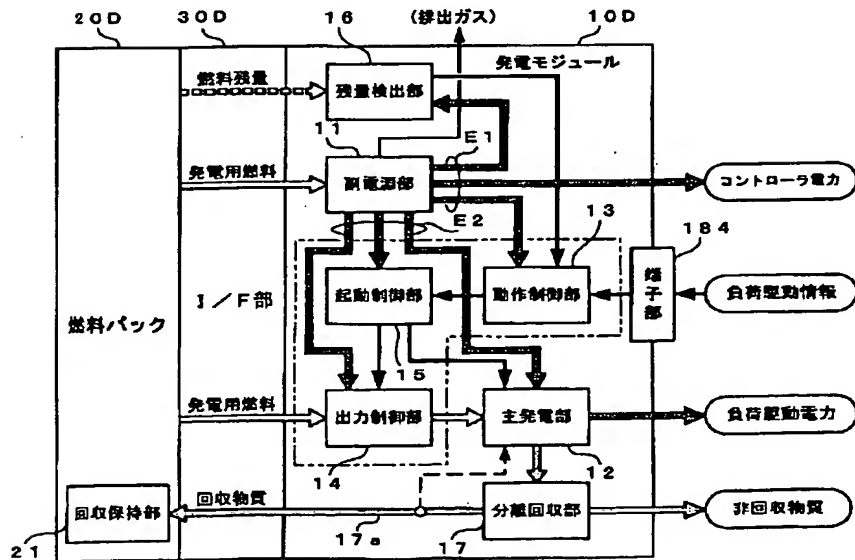 20D
30D
16
(排出ガス)
10D
発電モジュール
燃料残量
残量検出部
11
E1
発電用燃料
副電源部
コントローラ電力
E2
13
184
I/F部
起動制御部
動作制御部
端子部
負荷駆動情報
燃料パック
15
発電用燃料
出力制御部
主発電部
負荷駆動電力
14
12
回収物質
回収保持部
分離回収部
非回収物質
21
17a
17